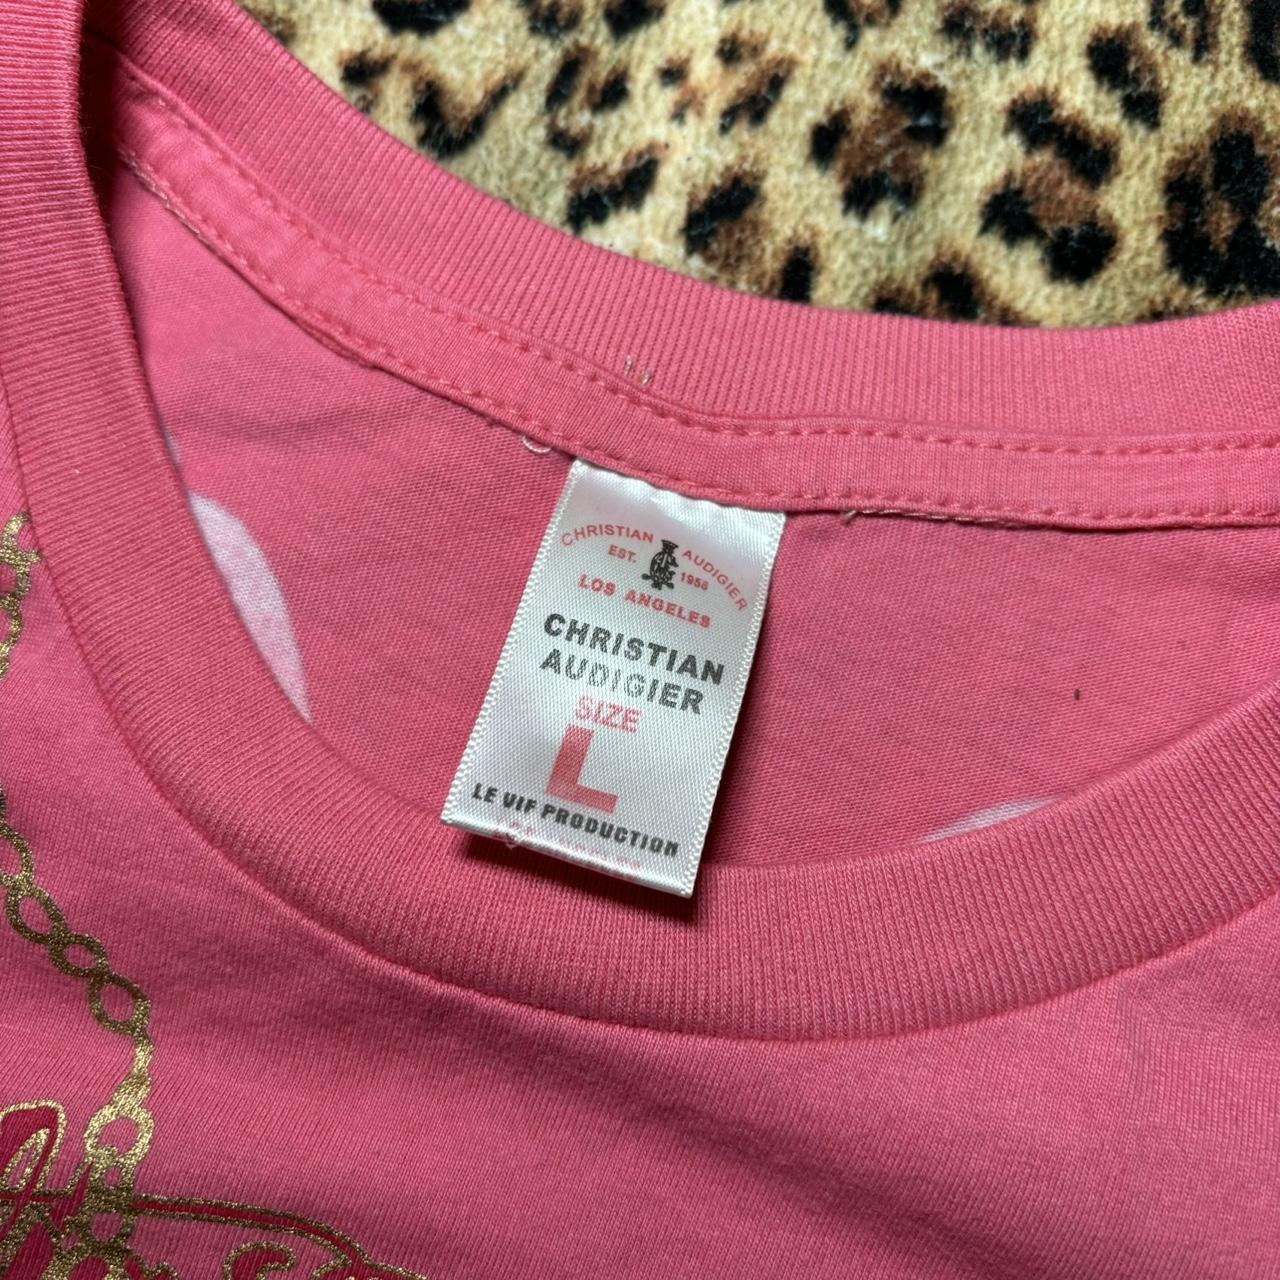 CHRISTIAN AUDIGIER
EST. 1958
LOS ANGELES
CHRISTIAN
AUDIGIER
SIZE
L
LE VIF PRODUCTION